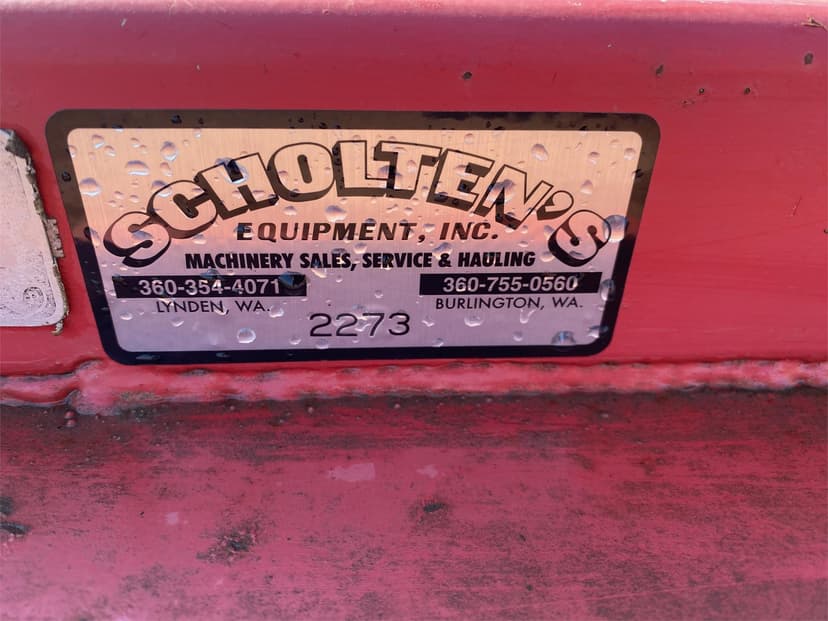 SCHOLTEN'S
EQUIPMENT, INC.
MACHINERY SALES, SERVICE & HAULING
360-354-4071 360-755-0560
LYNDEN, WA. BURLINGTON, WA.
2273